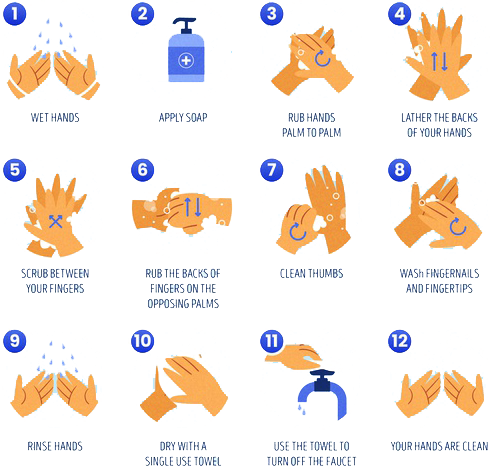 1
WET HANDS
2
APPLY SOAP
3
RUB HANDS
PALM TO PALM
4
LATHER THE BACKS
OF YOUR HANDS
5
SCRUB BETWEEN
YOUR FINGERS
6
RUB THE BACKS OF
FINGERS ON THE
OPPOSING PALMS
7
CLEAN THUMBS
8
WASh FINGERNAILS
AND FINGERTIPS
9
RINSE HANDS
10
DRY WITH A
SINGLE USE TOWEL
11
USE THE TOWEL TO
TURN OFF THE FAUCET
12
YOUR HANDS ARE CLEAN